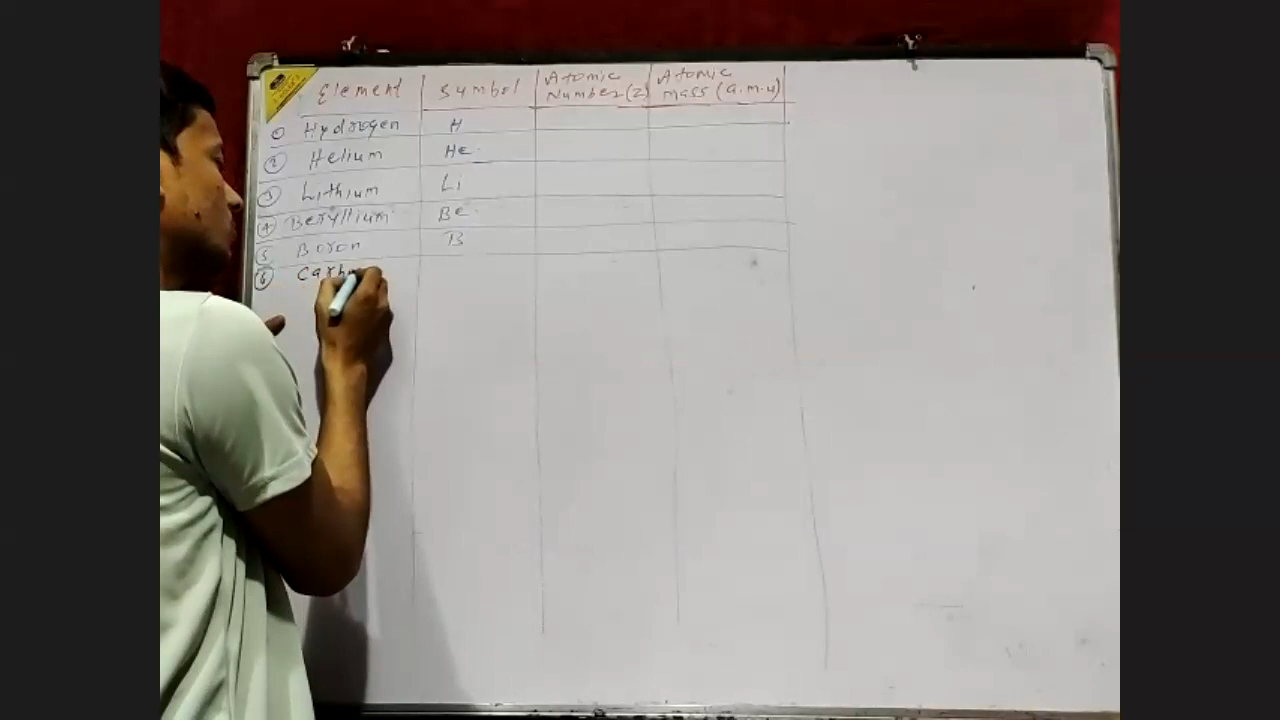 Element Symbol Atomic Number (Z) Atomic Mass (a.m.u)
① Hydrogen H
② Helium He
③ Lithium Li
④ Beryllium Be
⑤ Boron B
⑥ Carb